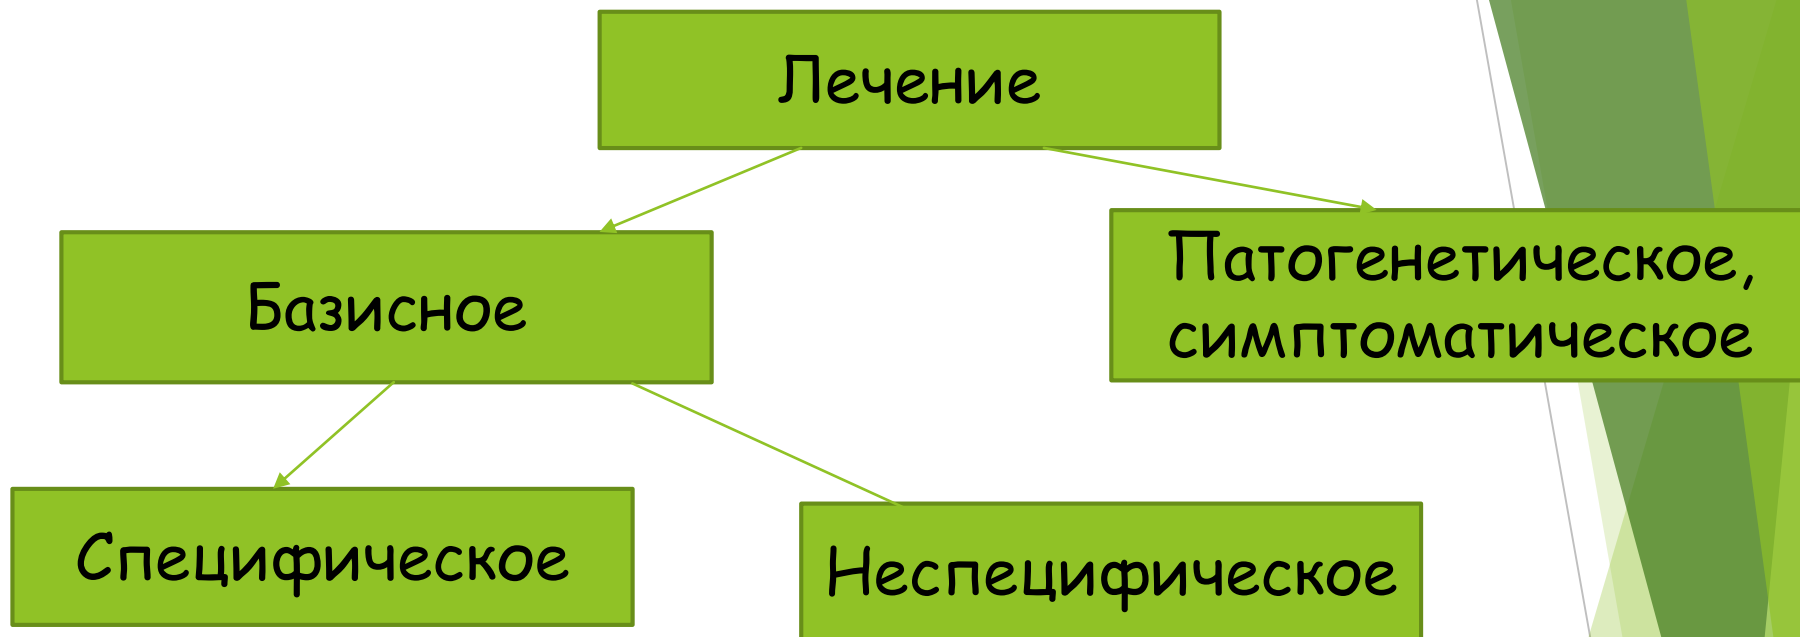 Лечение
Базисное
Патогенетическое,
симптоматическое
Специфическое
Неспецифическое